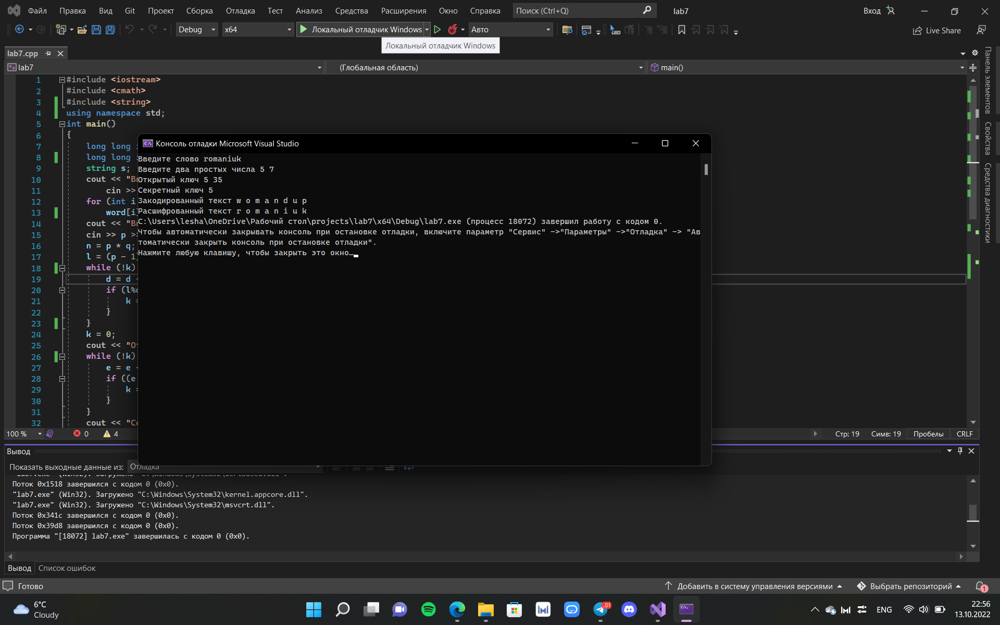 Файл Правка Вид Git Проект Сборка Отладка Тест Анализ Средства Расширения Окно Справка Поиск (Ctrl+Q) lab7 Вход
Debug x64 Локальный отладчик Windows Авто Live Share
Локальный отладчик Windows
lab7.cpp
lab7 (Глобальная область) main()
Панель элементов
Свойства
Средства диагностики
1 #include <iostream>
2 #include <cmath>
3 #include <string>
4 using namespace std;
5 int main()
6 {
7 long long
8 long long
9 string s;
10 cout << "В
11 cin >>
12 for (int i
13 word[i
14 cout << "В
15 cin >> p >
16 n = p * q;
17 l = (p - 1
18 while (!k)
19 d = d
20 if (l%
21 k =
22 }
23 }
24 k = 0;
25 cout << "О
26 while (!k)
27 e = e
28 if ((e
29 k =
30 }
31 }
32 cout << "Се
Консоль отладки Microsoft Visual Studio
Введите слово romaniuk
Введите два простых числа 5 7
Открытый ключ 5 35
Секретный ключ 5
Закодированный текст w o m a n d u p
Расшифрованный текст r o m a n i u k
C:\Users\lesha\OneDrive\Рабочий стол\projects\lab7\x64\Debug\lab7.exe (процесс 18072) завершил работу с кодом 0.
Чтобы автоматически закрывать консоль при остановке отладки, включите параметр "Сервис" ->"Параметры" ->"Отладка" -> "Ав
томатически закрыть консоль при остановке отладки".
Нажмите любую клавишу, чтобы закрыть это окно…
100 % 0 4 Стр: 19 Симв: 19 Пробелы CRLF
Вывод
Показать выходные данные из: Отладка
"lab7.exe" (Win32). Загружено "C:\Windows\System32\ucrtbased.dll".
Поток 0x1518 завершился с кодом 0 (0x0).
"lab7.exe" (Win32). Загружено "C:\Windows\System32\kernel.appcore.dll".
"lab7.exe" (Win32). Загружено "C:\Windows\System32\msvcrt.dll".
Поток 0x341c завершился с кодом 0 (0x0).
Поток 0x39d8 завершился с кодом 0 (0x0).
Программа "[18072] lab7.exe" завершилась с кодом 0 (0x0).
Вывод Список ошибок
Готово Добавить в систему управления версиями Выбрать репозиторий 1
6°C
Cloudy
ENG
22:56
13.10.2022